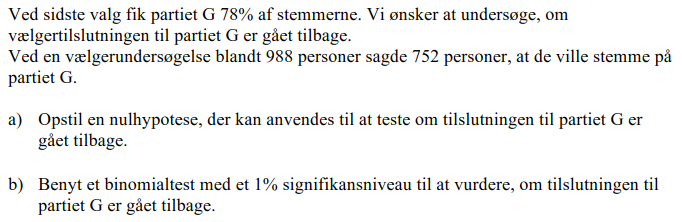 Ved sidste valg fik partiet G 78% af stemmerne. Vi ønsker at undersøge, om
vælgertilslutningen til partiet G er gået tilbage.
Ved en vælgerundersøgelse blandt 988 personer sagde 752 personer, at de ville stemme på
partiet G.
a) Opstil en nulhypotese, der kan anvendes til at teste om tilslutningen til partiet G er
gået tilbage.
b) Benyt et binomialtest med et 1% signifikansniveau til at vurdere, om tilslutningen til
partiet G er gået tilbage.